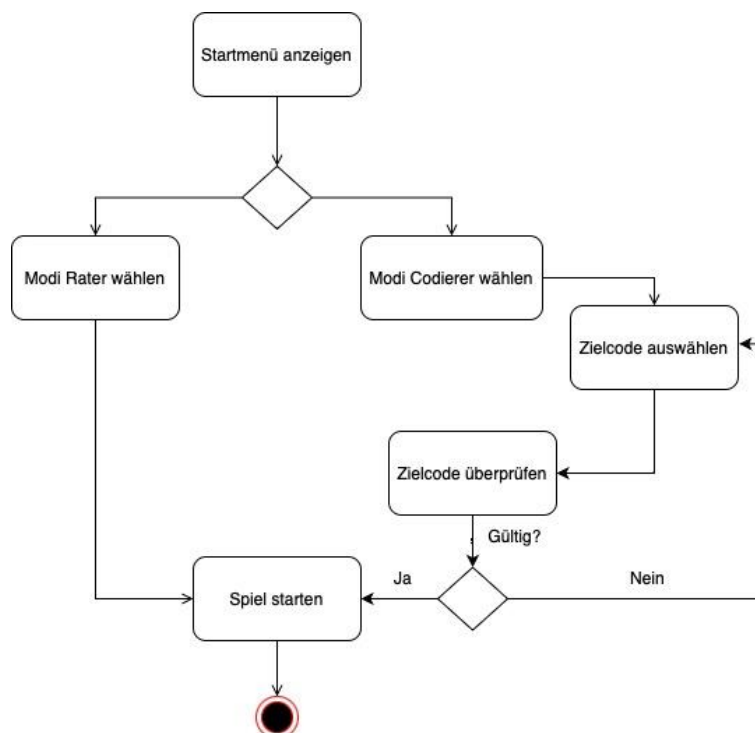 Startmenü anzeigen
Modi Rater wählen
Modi Codierer wählen
Zielcode auswählen
Zielcode überprüfen
Gültig?
Ja
Nein
Spiel starten